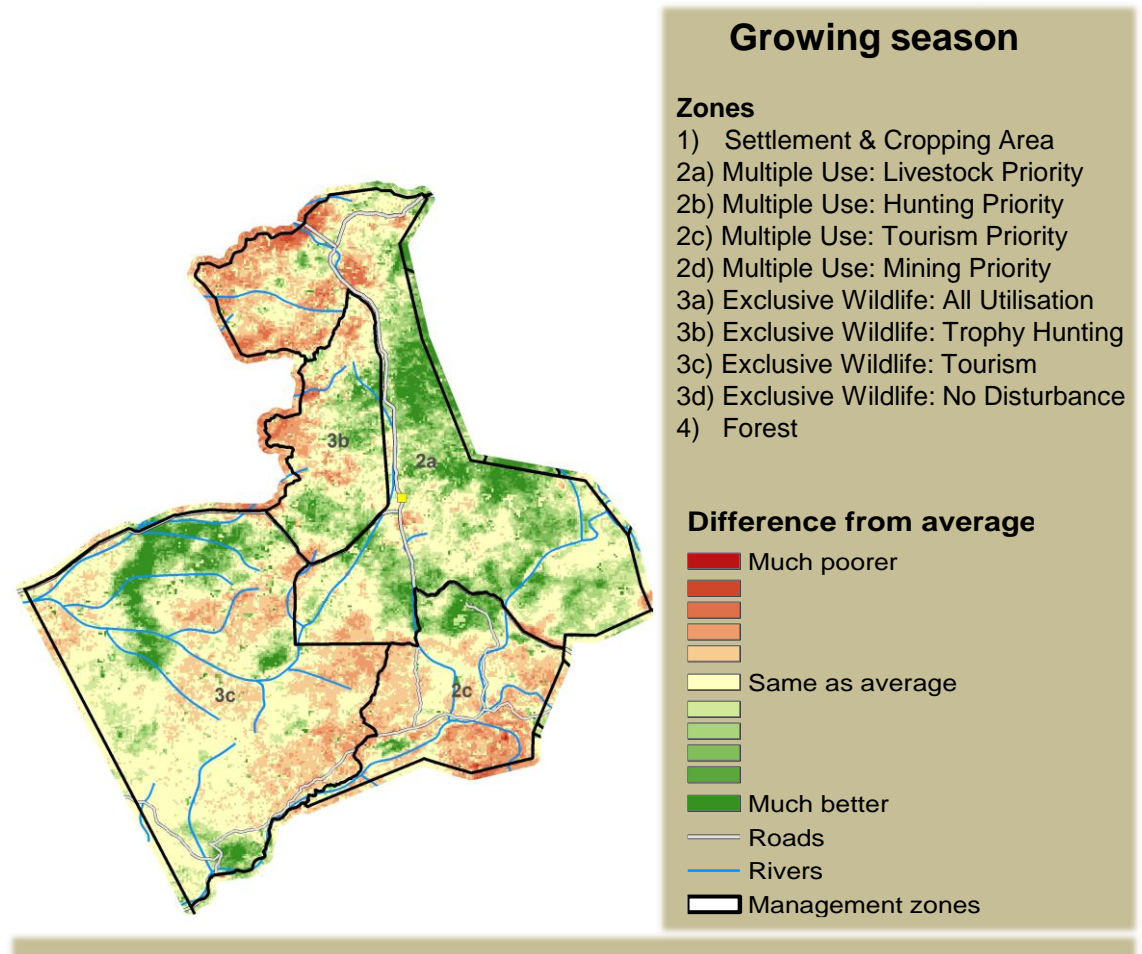 Growing season
Zones
1) Settlement & Cropping Area
2a) Multiple Use: Livestock Priority
2b) Multiple Use: Hunting Priority
2c) Multiple Use: Tourism Priority
2d) Multiple Use: Mining Priority
3a) Exclusive Wildlife: All Utilisation
3b) Exclusive Wildlife: Trophy Hunting
3c) Exclusive Wildlife: Tourism
3d) Exclusive Wildlife: No Disturbance
4) Forest
Difference from average
Much poorer
Same as average
Much better
Roads
Rivers
Management zones
3b
2a
3c
2c